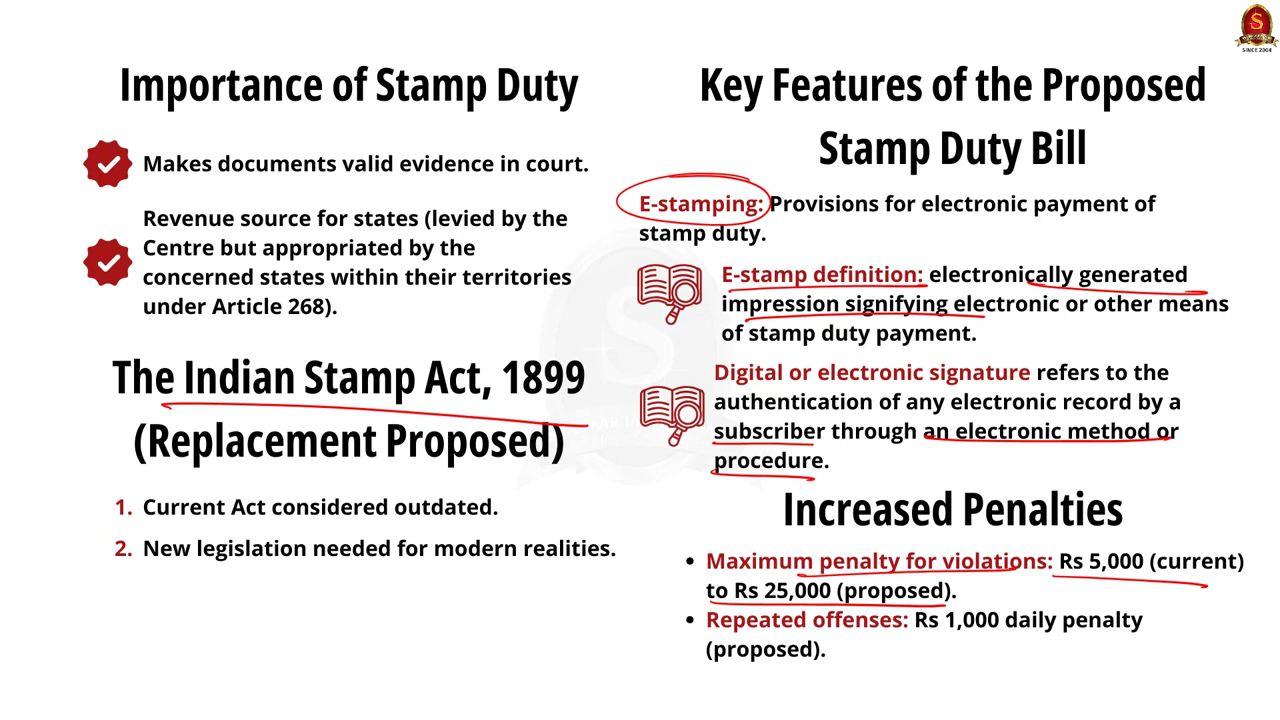 SINCE 2004
Importance of Stamp Duty
Makes documents valid evidence in court.
Revenue source for states (levied by the
Centre but appropriated by the
concerned states within their territories
under Article 268).
The Indian Stamp Act, 1899
(Replacement Proposed)
1. Current Act considered outdated.
2. New legislation needed for modern realities.
Key Features of the Proposed
Stamp Duty Bill
E-stamping: Provisions for electronic payment of
stamp duty.
E-stamp definition: electronically generated
impression signifying electronic or other means
of stamp duty payment.
Digital or electronic signature refers to the
authentication of any electronic record by a
subscriber through an electronic method or
procedure.
Increased Penalties
• Maximum penalty for violations: Rs 5,000 (current)
to Rs 25,000 (proposed).
• Repeated offenses: Rs 1,000 daily penalty
(proposed).